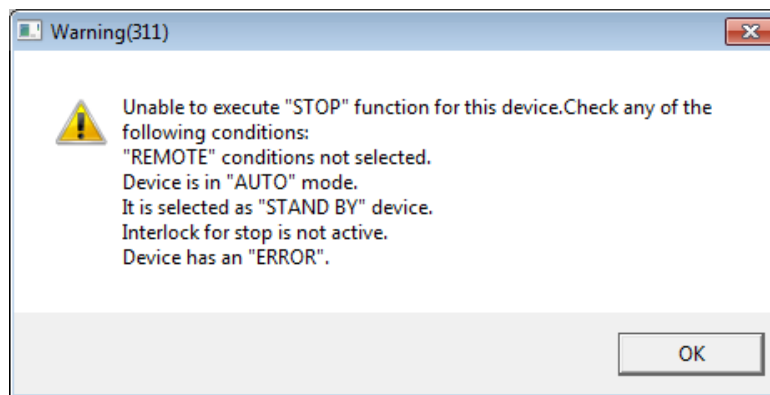 Warning(311)
Unable to execute "STOP" function for this device.Check any of the
following conditions:
"REMOTE" conditions not selected.
Device is in "AUTO" mode.
It is selected as "STAND BY" device.
Interlock for stop is not active.
Device has an "ERROR".
OK